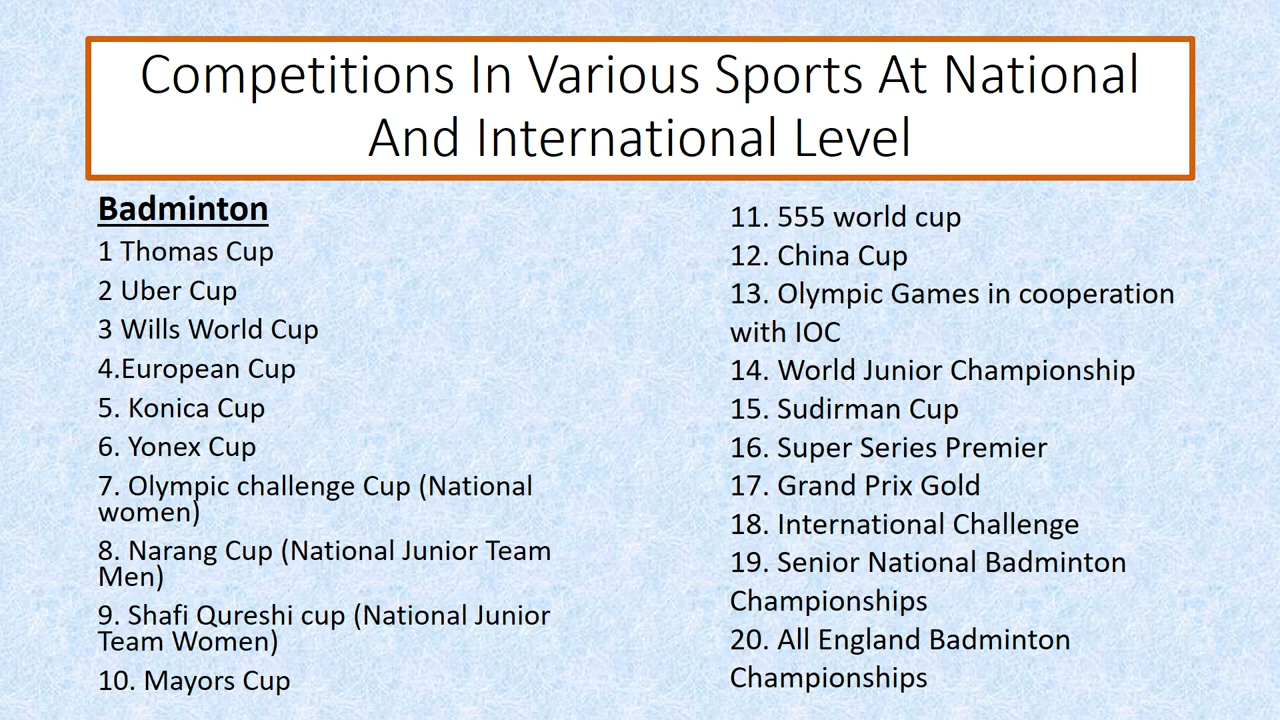 Competitions In Various Sports At National
And International Level
Badminton
1 Thomas Cup
2 Uber Cup
3 Wills World Cup
4.European Cup
5. Konica Cup
6. Yonex Cup
7. Olympic challenge Cup (National
women)
8. Narang Cup (National Junior Team
Men)
9. Shafi Qureshi cup (National Junior
Team Women)
10. Mayors Cup
11. 555 world cup
12. China Cup
13. Olympic Games in cooperation
with IOC
14. World Junior Championship
15. Sudirman Cup
16. Super Series Premier
17. Grand Prix Gold
18. International Challenge
19. Senior National Badminton
Championships
20. All England Badminton
Championships